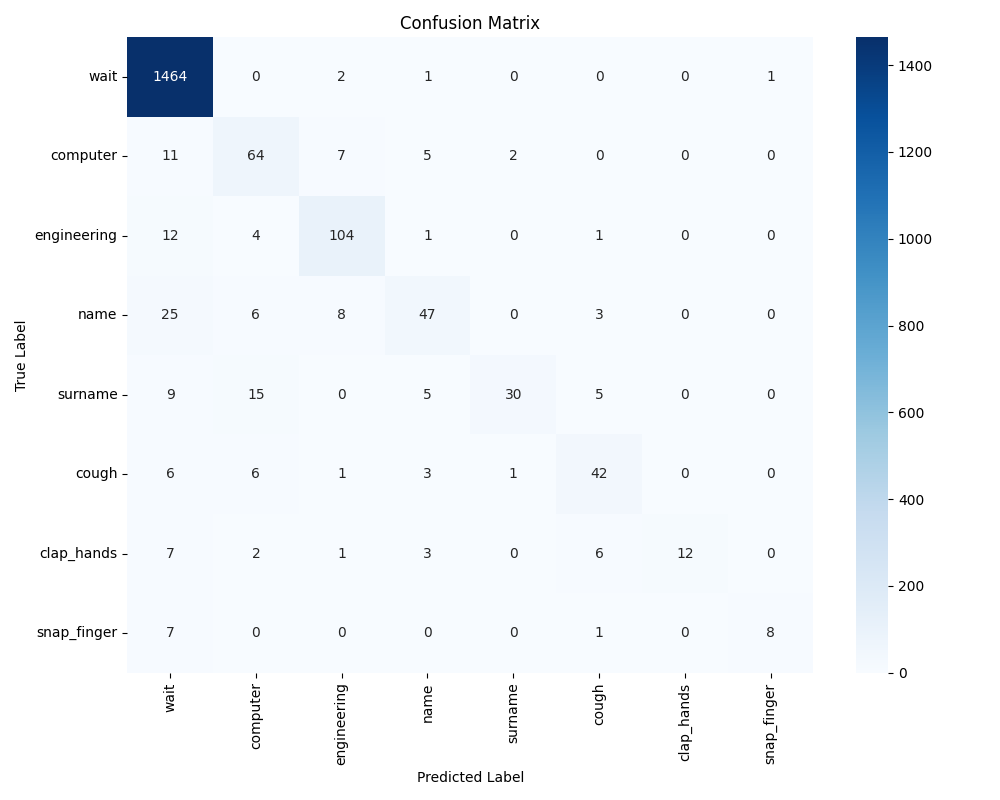 Confusion Matrix
True Label
wait 1464 0 2 1 0 0 0 1
computer 11 64 7 5 2 0 0 0
engineering 12 4 104 1 0 1 0 0
name 25 6 8 47 0 3 0 0
surname 9 15 0 5 30 5 0 0
cough 6 6 1 3 1 42 0 0
clap_hands 7 2 1 3 0 6 12 0
snap_finger 7 0 0 0 0 1 0 8
wait computer engineering name surname cough clap_hands snap_finger
Predicted Label
1400
1200
1000
800
600
400
200
0